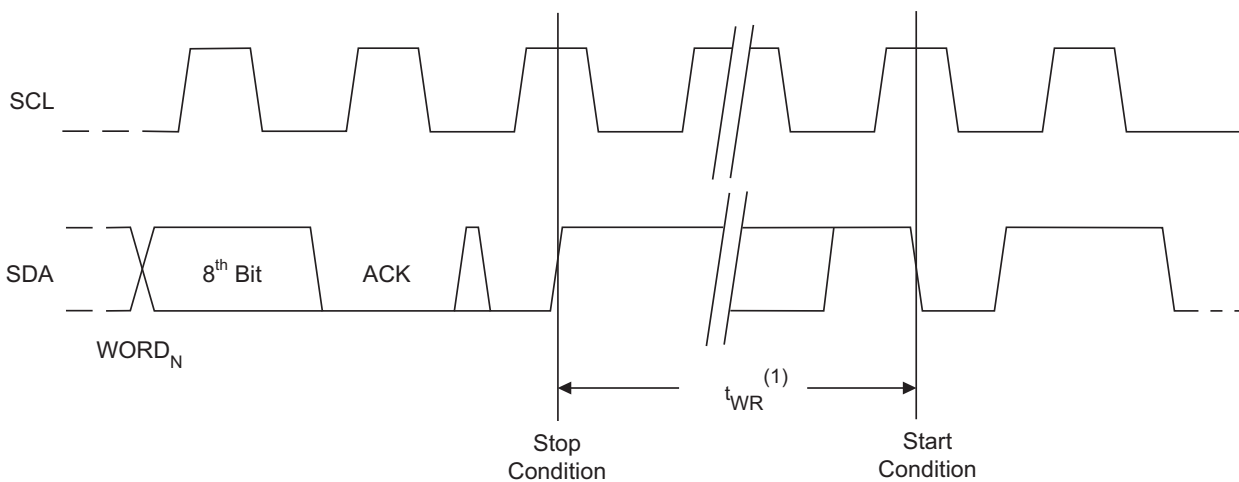 SCL
SDA
8th Bit
ACK
WORDN
tWR(1)
Stop
Condition
Start
Condition